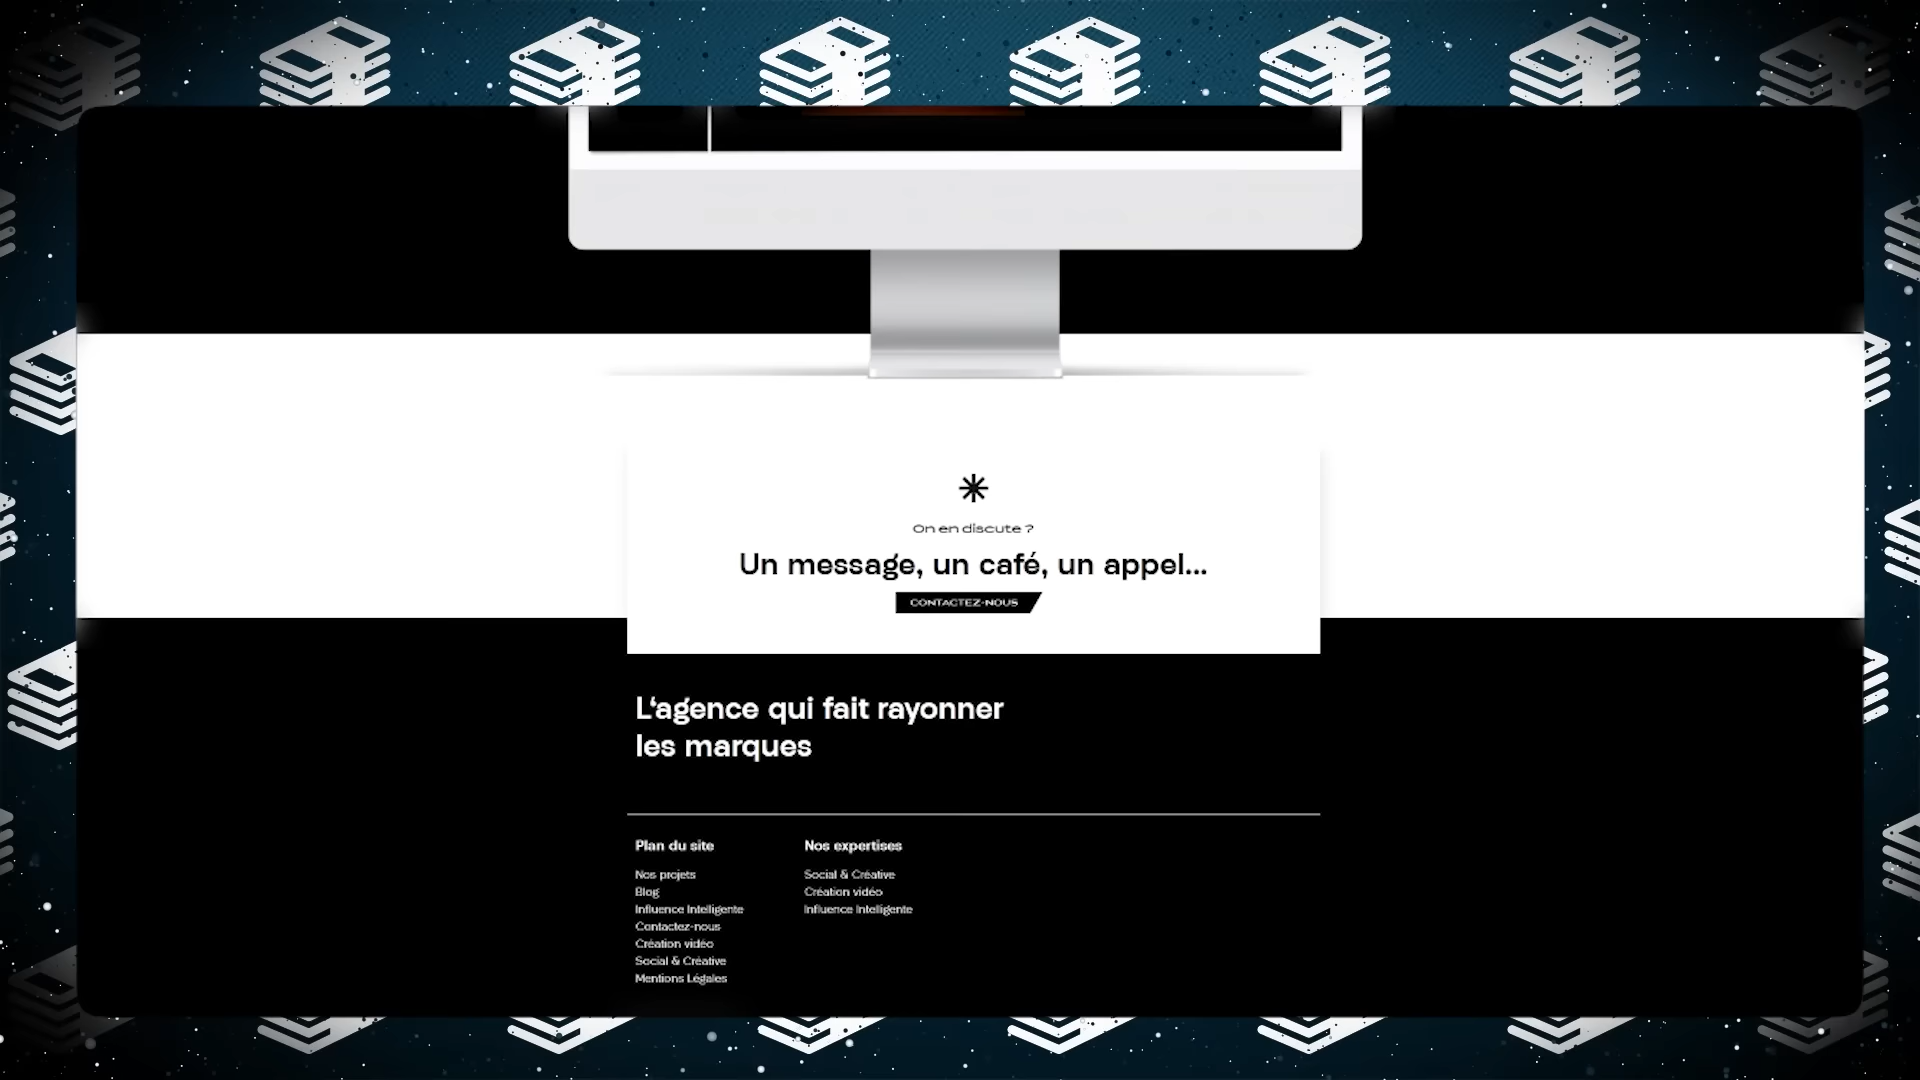 On en discute ?
Un message, un café, un appel...
CONTACTEZ-NOUS
L‘agence qui fait rayonner
les marques
Plan du site
Nos projets
Blog
Influence Intelligente
Contactez-nous
Création vidéo
Social & Créative
Mentions Légales
Nos expertises
Social & Créative
Création vidéo
Influence Intelligente